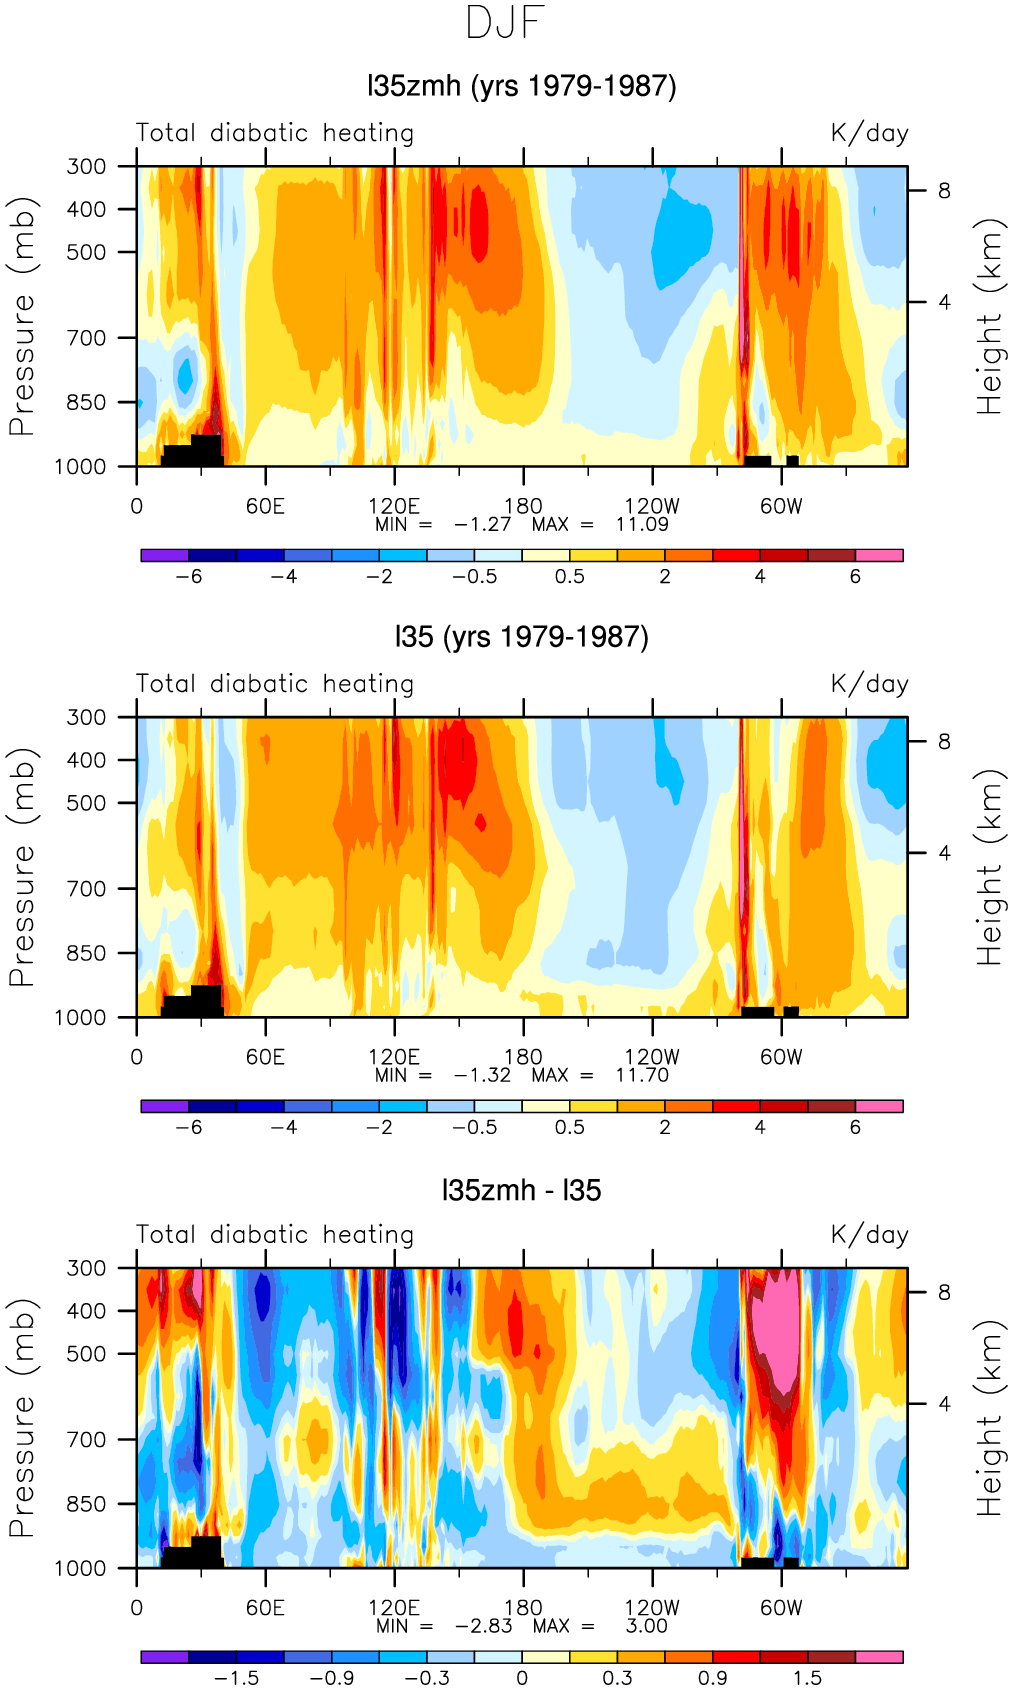 DJF
l35zmh (yrs 1979-1987)
Total diabatic heating K/day
Pressure (mb)
300
400
500
700
850
1000
8
4
Height (km)
0 60E 120E 180 120W 60W
MIN = -1.27 MAX = 11.09
-6 -4 -2 -0.5 0.5 2 4 6
l35 (yrs 1979-1987)
Total diabatic heating K/day
Pressure (mb)
300
400
500
700
850
1000
8
4
Height (km)
0 60E 120E 180 120W 60W
MIN = -1.32 MAX = 11.70
-6 -4 -2 -0.5 0.5 2 4 6
l35zmh - l35
Total diabatic heating K/day
Pressure (mb)
300
400
500
700
850
1000
8
4
Height (km)
0 60E 120E 180 120W 60W
MIN = -2.83 MAX = 3.00
-1.5 -0.9 -0.3 0 0.3 0.9 1.5